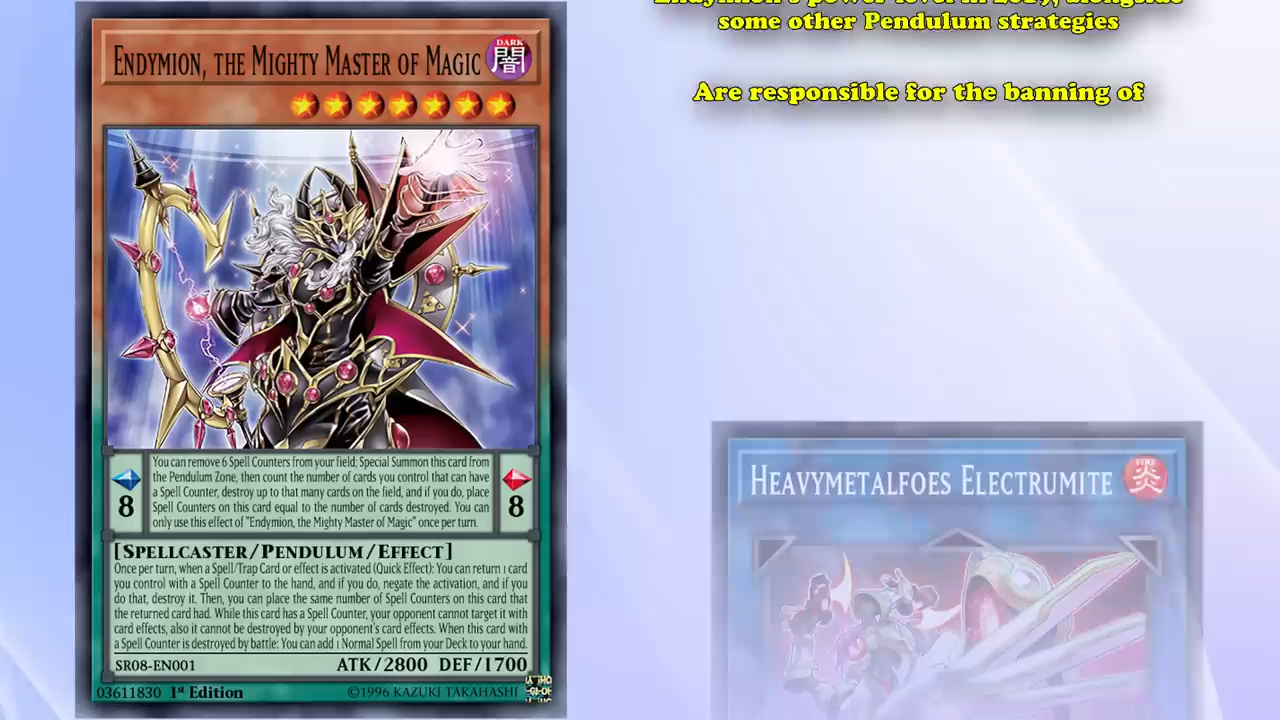 Endymion's power level in 2019, alongside
some other Pendulum strategies
Are responsible for the banning of
ENDYMION, THE MIGHTY MASTER OF MAGIC
DARK
闇
8
You can remove 6 Spell Counters from your field; Special Summon this card from
the Pendulum Zone, then count the number of cards you control that can have
a Spell Counter, destroy up to that many cards on the field, and if you do, place
Spell Counters on this card equal to the number of cards destroyed. You can
only use this effect of "Endymion, the Mighty Master of Magic" once per turn.
8
[SPELLCASTER/PENDULUM/EFFECT]
Once per turn, when a Spell/Trap Card or effect is activated (Quick Effect): You can return 1 card
you control with a Spell Counter to the hand, and if you do, negate the activation, and if you
do that, destroy it. Then, you can place the same number of Spell Counters on this card that
the returned card had. While this card has a Spell Counter, your opponent cannot target it with
card effects, also it cannot be destroyed by your opponent's card effects. When this card with
a Spell Counter is destroyed by battle: You can add 1 Normal Spell from your Deck to your hand.
SR08-EN001
ATK/2800 DEF/1700
03611830 1st Edition
©1996 KAZUKI TAKAHASHI
HEAVYMETALFOES ELECTRUMITE
FIRE
炎